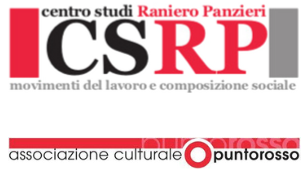 centro studi Raniero Panzieri
CSRP
movimenti del lavoro e composizione sociale
puntorosso
associazione culturale puntorosso